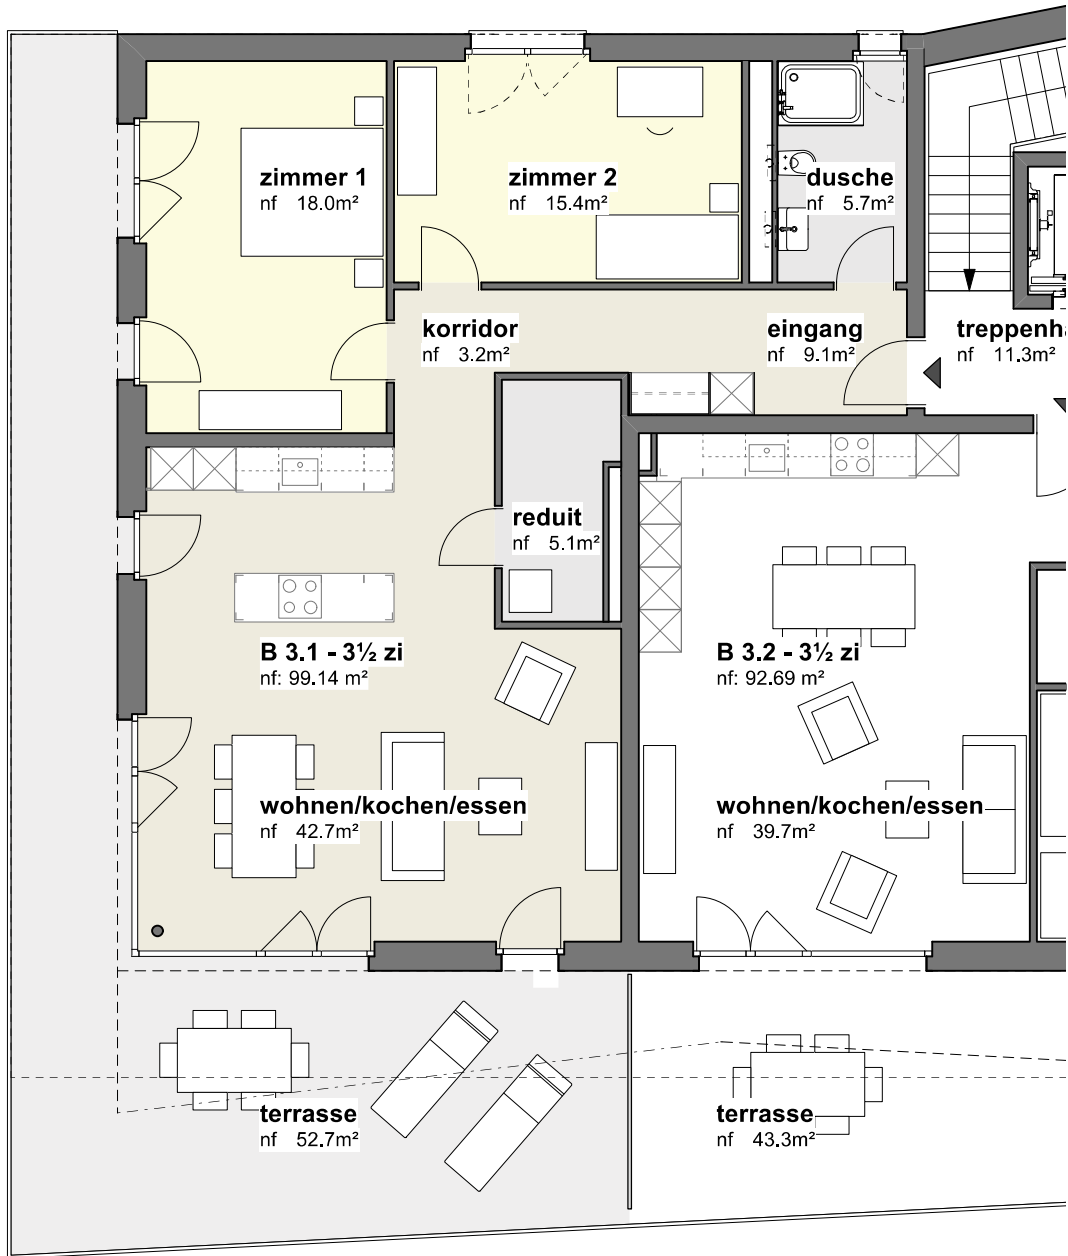 zimmer 1
nf 18.0m²
zimmer 2
nf 15.4m²
dusche
nf 5.7m²
korridor
nf 3.2m²
eingang
nf 9.1m²
treppenha
nf 11.3m²
reduit
nf 5.1m²
B 3.1 - 3½ zi
nf: 99.14 m²
B 3.2 - 3½ zi
nf: 92.69 m²
wohnen/kochen/essen
nf 42.7m²
wohnen/kochen/essen
nf 39.7m²
terrasse
nf 52.7m²
terrasse
nf 43.3m²